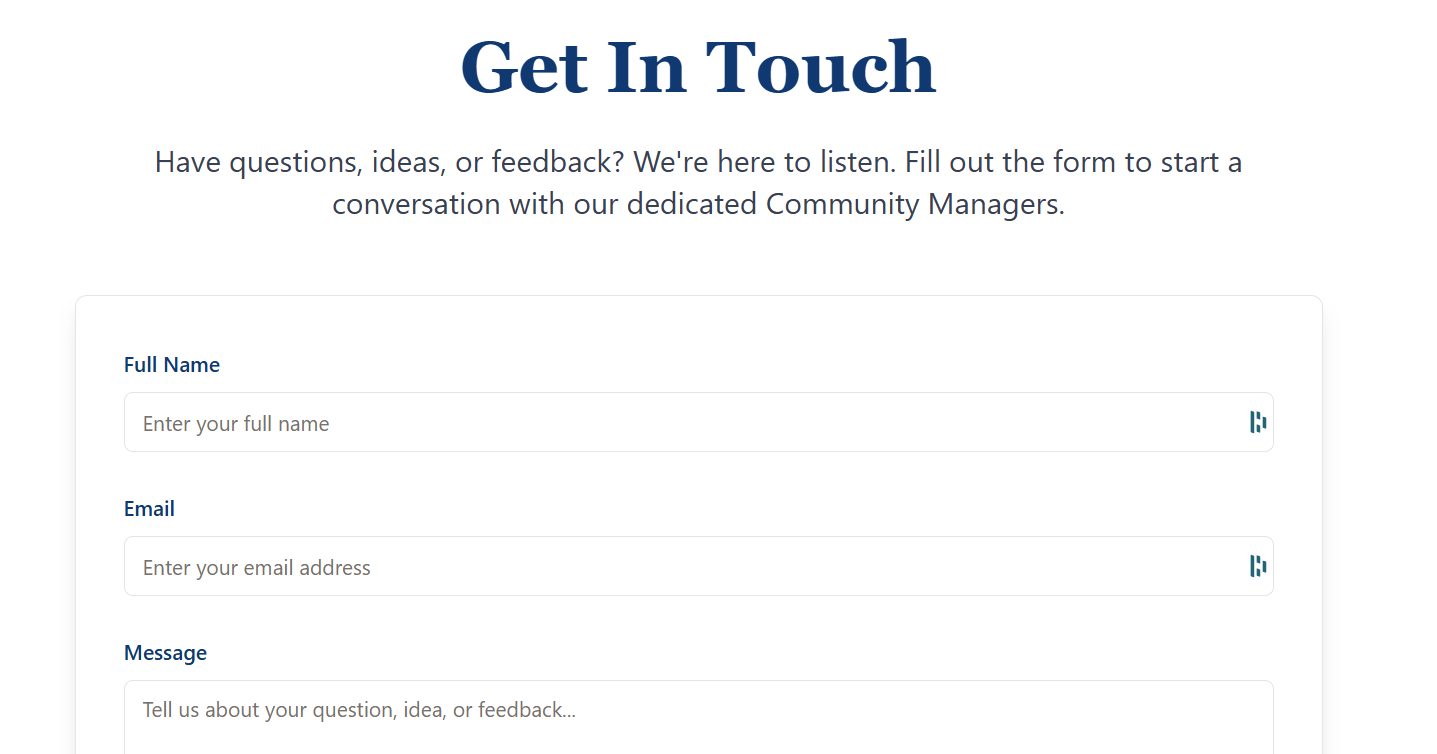 Get In Touch
Have questions, ideas, or feedback? We're here to listen. Fill out the form to start a
conversation with our dedicated Community Managers.
Full Name
Enter your full name
Email
Enter your email address
Message
Tell us about your question, idea, or feedback...